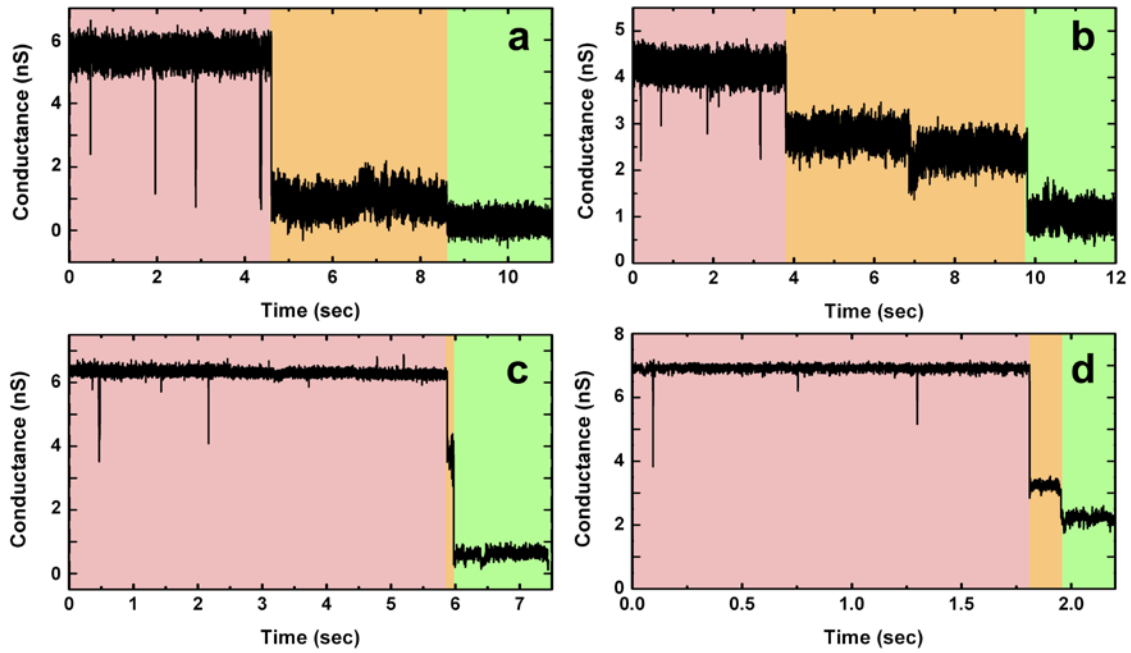 a
6
4
2
0
Conductance (nS)
0 2 4 6 8 10
Time (sec)
b
5
4
3
2
1
0
Conductance (nS)
0 2 4 6 8 10 12
Time (sec)
c
6
4
2
0
Conductance (nS)
0 1 2 3 4 5 6 7
Time (sec)
d
8
6
4
2
0
Conductance (nS)
0.0 0.5 1.0 1.5 2.0
Time (sec)